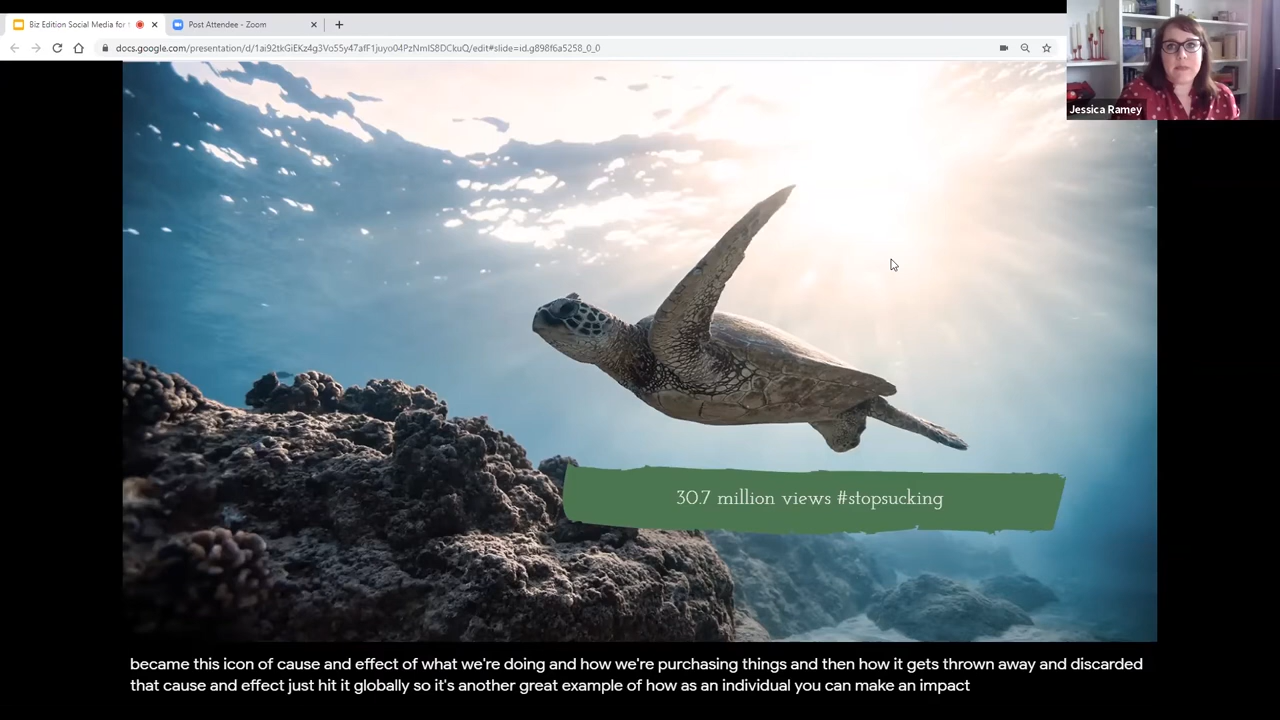 Biz Edition Social Media for
Post Attendee - Zoom
docs.google.com/presentation/d/1ai92tkGiEKz4g3Vo55y47afF1juyo04PzNmIS8DCkuQ/edit#slide=id.g898f6a5258_0_0
Jessica Ramey
30.7 million views #stopsucking
became this icon of cause and effect of what we're doing and how we're purchasing things and then how it gets thrown away and discarded
that cause and effect just hit it globally so it's another great example of how as an individual you can make an impact